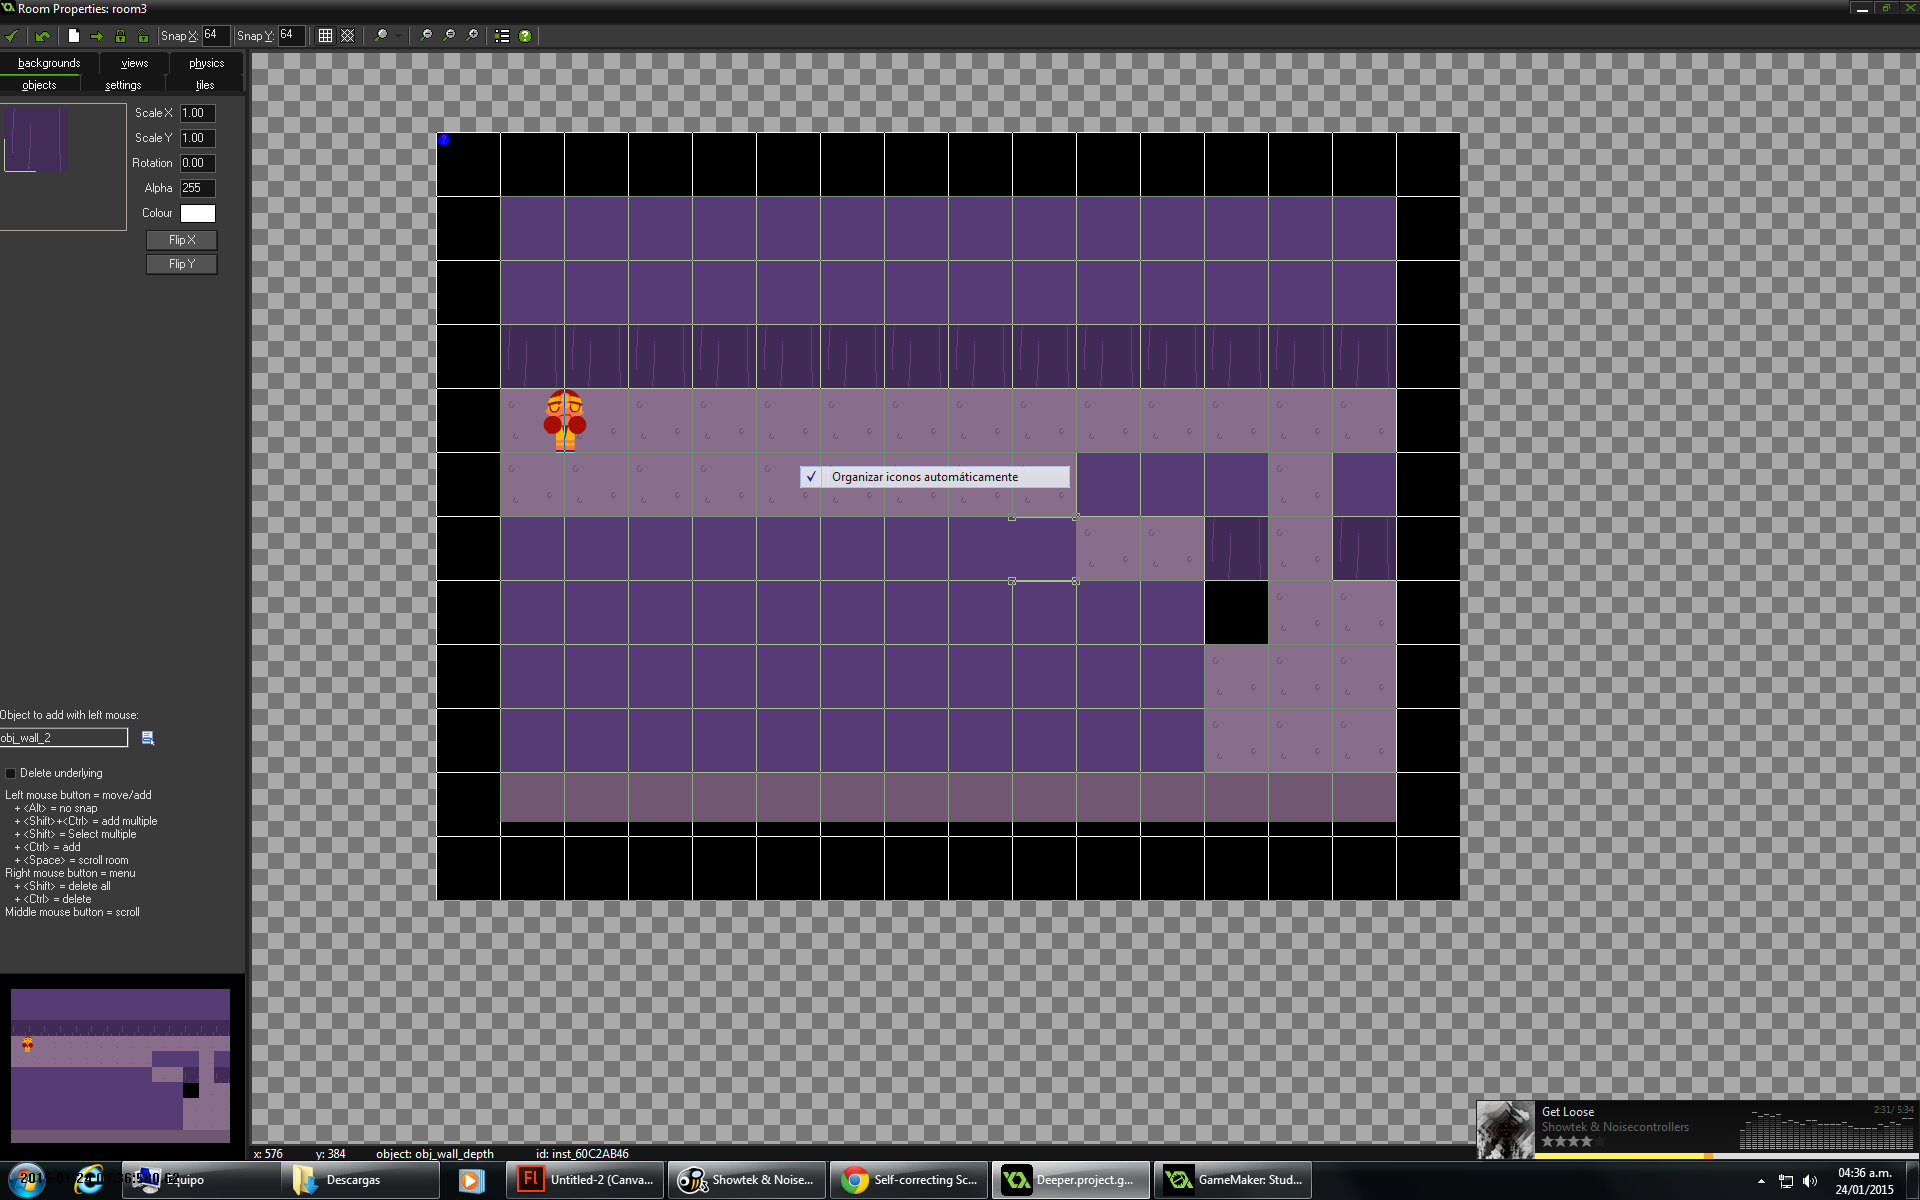 Room Properties: room3
Snap X: 64 Snap Y: 64
backgrounds views physics
objects settings tiles
Scale X 1.00
Scale Y 1.00
Rotation 0.00
Alpha 255
Colour
Flip X
Flip Y
✓ Organizar iconos automáticamente
Object to add with left mouse:
obj_wall_2
Delete underlying
Left mouse button = move/add
+ <Alt> = no snap
+ <Shift>+<Ctrl> = add multiple
+ <Shift> = Select multiple
+ <Ctrl> = add
+ <Space> = scroll room
Right mouse button = menu
+ <Shift> = delete all
+ <Ctrl> = delete
Middle mouse button = scroll
Get Loose 2:31/ 5:34
Showtek & Noisecontrollers
x: 576 y: 384 object: obj_wall_depth id: inst_60C2AB46
Equipo Descargas Untitled-2 (Canva... Showtek & Noise... Self-correcting Sc... Deeper.project.g... GameMaker: Stud...
04:36 a.m.
24/01/2015